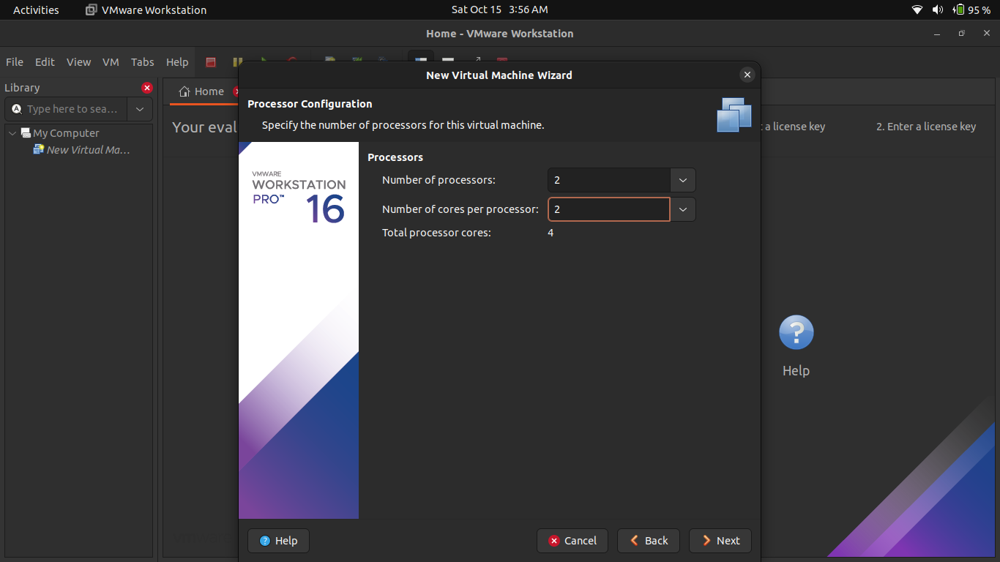 Activities VMware Workstation Sat Oct 15 3:56 AM 95 %
Home - VMware Workstation
File Edit View VM Tabs Help
New Virtual Machine Wizard
Library
Home
Type here to sea...
My Computer
New Virtual Ma...
Your eval
a license key
2. Enter a license key
Processor Configuration
Specify the number of processors for this virtual machine.
VMWARE
WORKSTATION
PRO™ 16
Processors
Number of processors: 2
Number of cores per processor: 2
Total processor cores: 4
? Help
? Help
Cancel
Back
Next